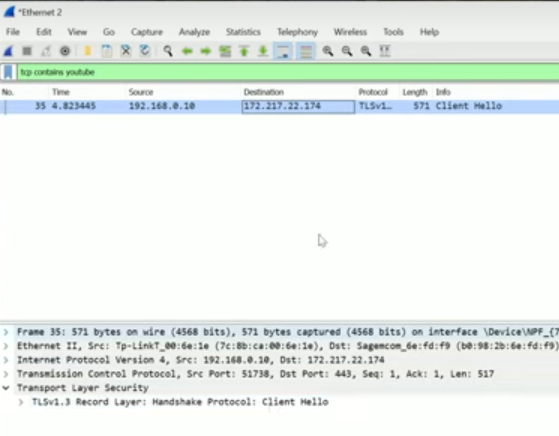 *Ethernet 2
File Edit View Go Capture Analyze Statistics Telephony Wireless Tools Help
tcp contains youtube
No. Time Source Destination Protocol Length Info
35 4.823445 192.168.0.10 172.217.22.174 TLSv1… 571 Client Hello
Frame 35: 571 bytes on wire (4568 bits), 571 bytes captured (4568 bits) on interface \Device\NPF_{7
Ethernet II, Src: Tp-LinkT_00:6e:1e (7c:8b:ca:00:6e:1e), Dst: Sagemcom_6e:fd:f9 (b0:98:2b:6e:fd:f9)
Internet Protocol Version 4, Src: 192.168.0.10, Dst: 172.217.22.174
Transmission Control Protocol, Src Port: 51738, Dst Port: 443, Seq: 1, Ack: 1, Len: 517
Transport Layer Security
TLSv1.3 Record Layer: Handshake Protocol: Client Hello